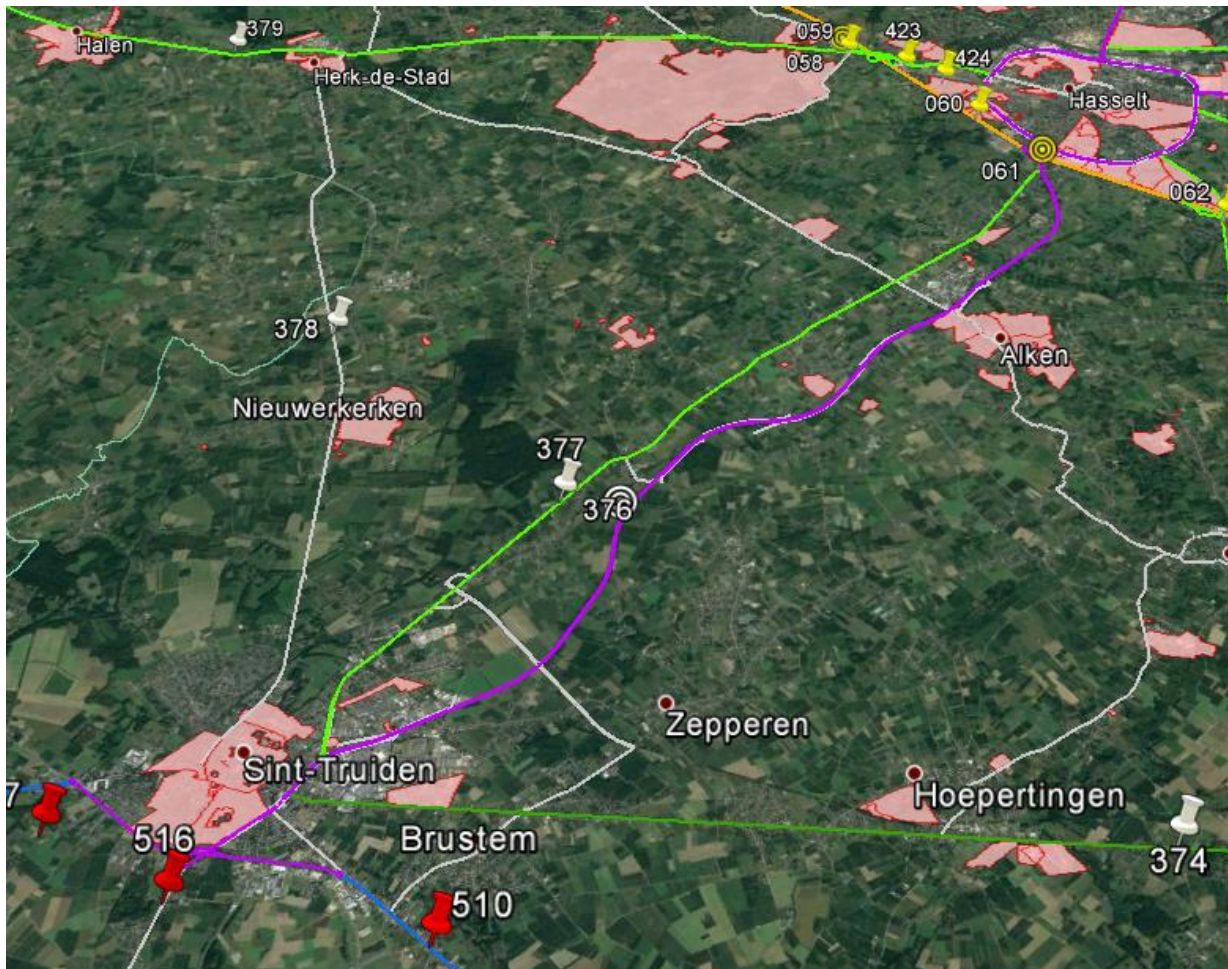 379
Halen
Herk-de-Stad
059
058
423
424
060
Hasselt
061
062
378
Alken
Nieuwerkerken
377
376
Zepperen
Sint-Truiden
Hoepertingen
7
516
Brustem
374
510